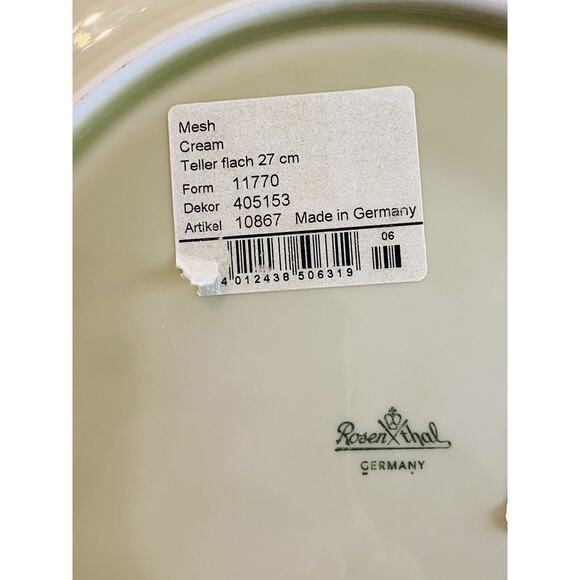 Mesh
Cream
Teller flach 27 cm
Form 11770
Dekor 405153
Artikel 10867 Made in Germany
06
4 012438 506319
Rosenthal
GERMANY